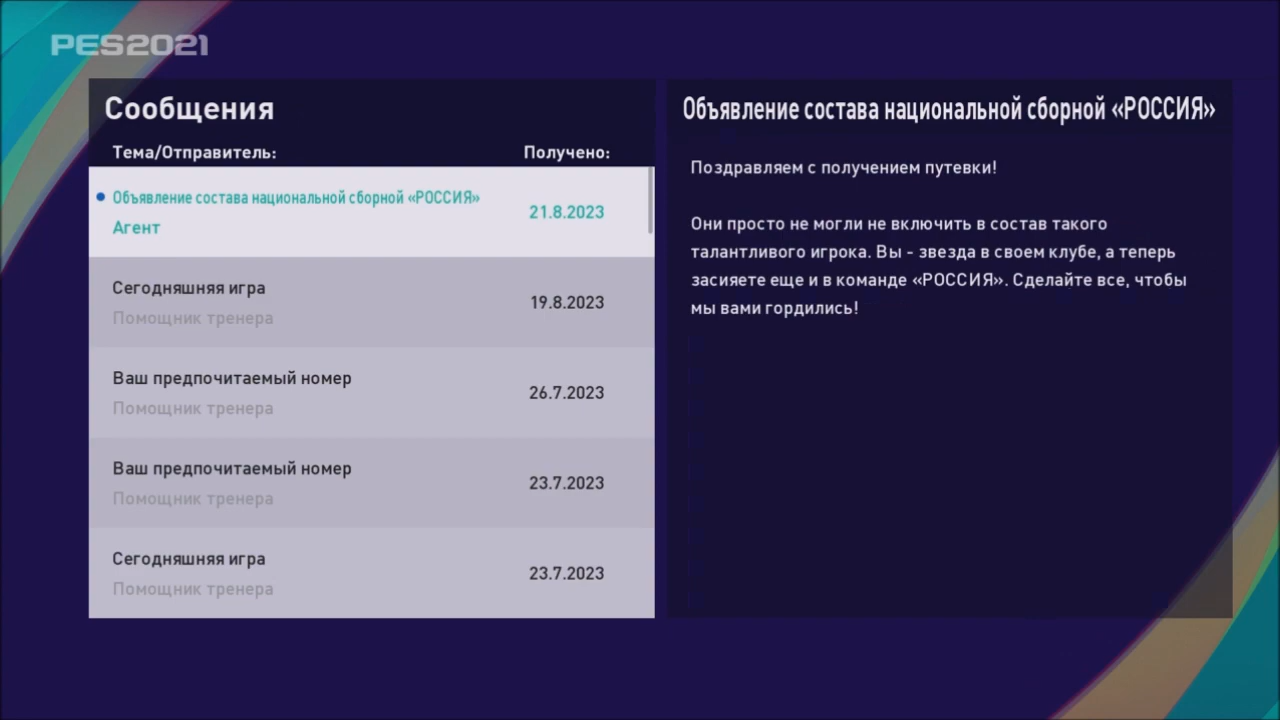 PES2021
Сообщения
Тема/Отправитель:
Получено:
Объявление состава национальной сборной «РОССИЯ»
Агент
21.8.2023
Сегодняшняя игра
Помощник тренера
19.8.2023
Ваш предпочитаемый номер
Помощник тренера
26.7.2023
Ваш предпочитаемый номер
Помощник тренера
23.7.2023
Сегодняшняя игра
Помощник тренера
23.7.2023
Объявление состава национальной сборной «РОССИЯ»
Поздравляем с получением путевки!
Они просто не могли не включить в состав такого
талантливого игрока. Вы - звезда в своем клубе, а теперь
засияете еще и в команде «РОССИЯ». Сделайте все, чтобы
мы вами гордились!